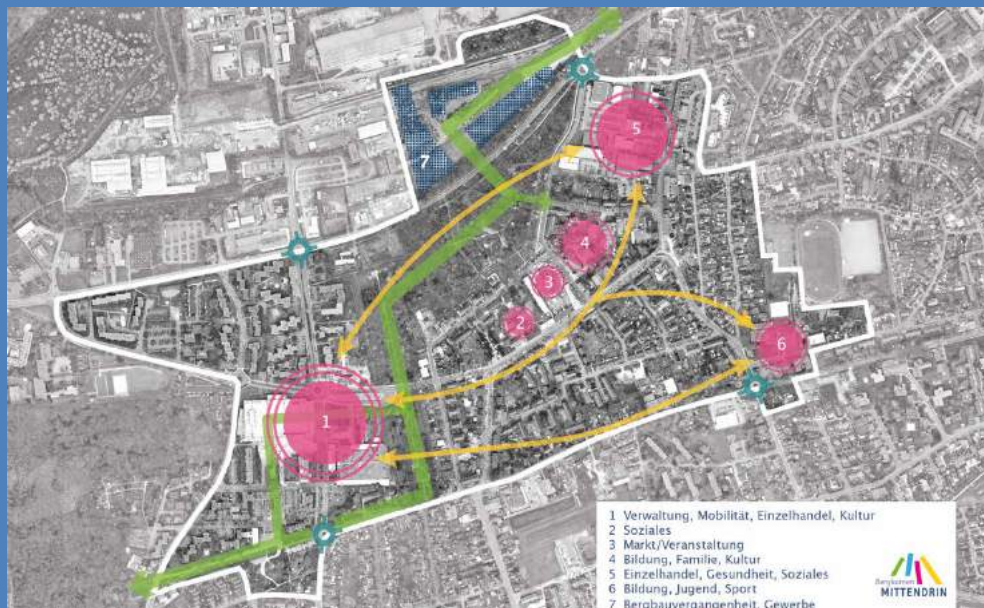 7
5
4
3
2
6
1
1 Verwaltung, Mobilität, Einzelhandel, Kultur
2 Soziales
3 Markt/Veranstaltung
4 Bildung, Familie, Kultur
5 Einzelhandel, Gesundheit, Soziales
6 Bildung, Jugend, Sport
7 Bergbauvergangenheit, Gewerbe
Bergkamen
MITTENDRIN